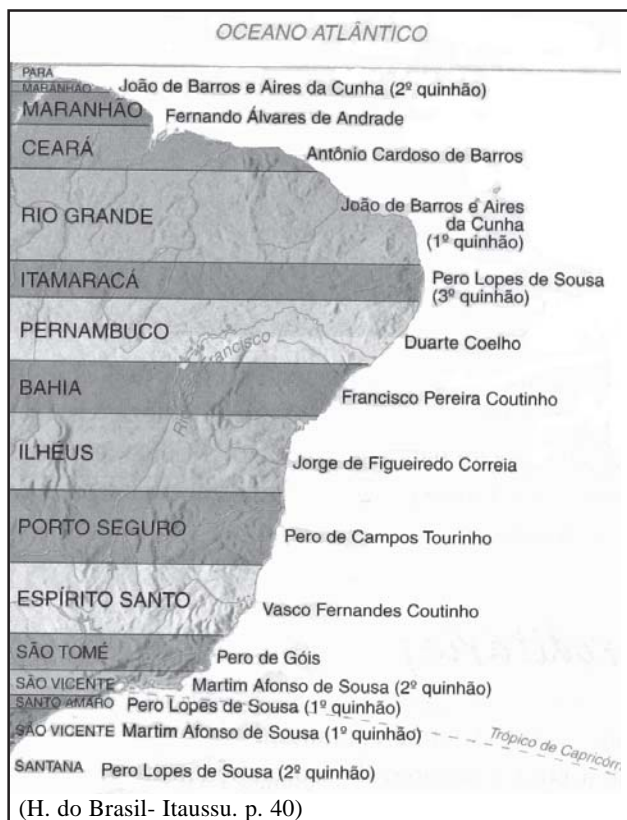 OCEANO ATLÂNTICO
PARÁ
MARANHÃO João de Barros e Aires da Cunha (2º quinhão)
MARANHÃO Fernando Álvares de Andrade
CEARÁ Antônio Cardoso de Barros
RIO GRANDE João de Barros e Aires
da Cunha
(1º quinhão)
ITAMARACÁ Pero Lopes de Sousa
(3º quinhão)
PERNAMBUCO Duarte Coelho
Francisco
BAHIA Francisco Pereira Coutinho
ILHÉUS Jorge de Figueiredo Correia
PORTO SEGURO Pero de Campos Tourinho
ESPÍRITO SANTO Vasco Fernandes Coutinho
SÃO TOMÉ Pero de Góis
SÃO VICENTE Martim Afonso de Sousa (2º quinhão)
SANTO AMARO Pero Lopes de Sousa (1º quinhão)
SÃO VICENTE Martim Afonso de Sousa (1º quinhão)
Trópico de Capricórn
SANTANA Pero Lopes de Sousa (2º quinhão)
(H. do Brasil- Itaussu. p. 40)